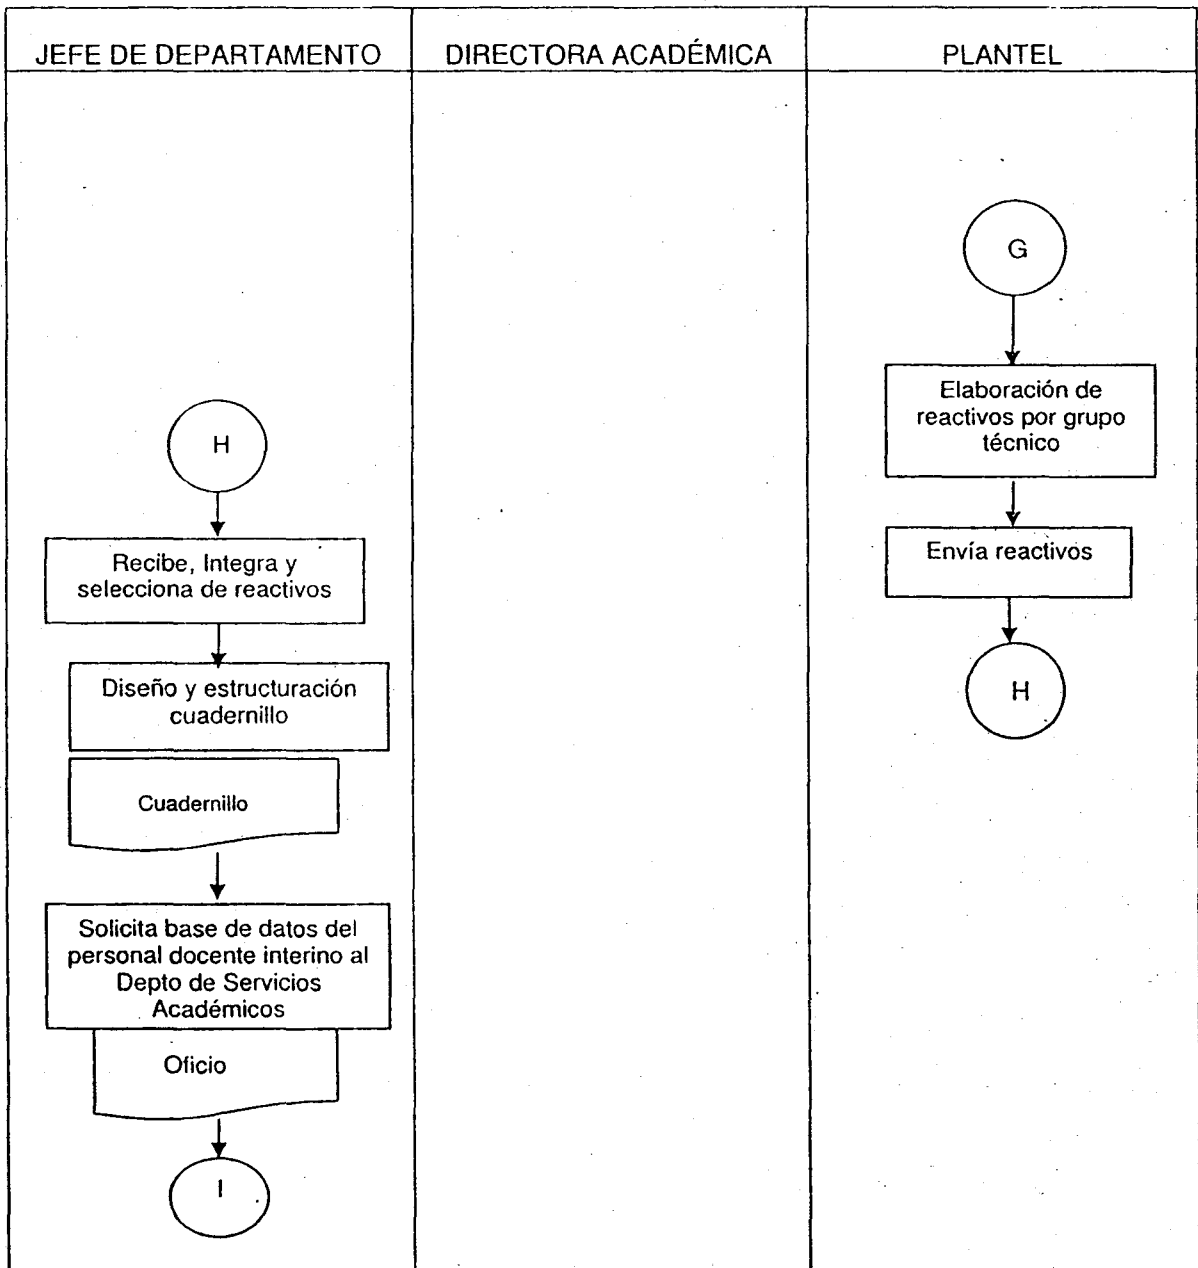 JEFE DE DEPARTAMENTO
DIRECTORA ACADÉMICA
PLANTEL
G
Elaboración de
reactivos por grupo
técnico
Envía reactivos
H
H
Recibe, Integra y
selecciona de reactivos
Diseño y estructuración
cuadernillo
Cuadernillo
Solicita base de datos del
personal docente interino al
Depto de Servicios
Académicos
Oficio
I